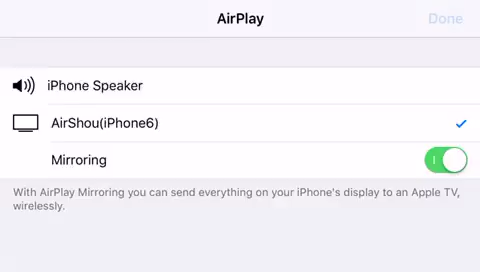 AirPlay
Done
iPhone Speaker
AirShou(iPhone6)
Mirroring
With AirPlay Mirroring you can send everything on your iPhone's display to an Apple TV,
wirelessly.